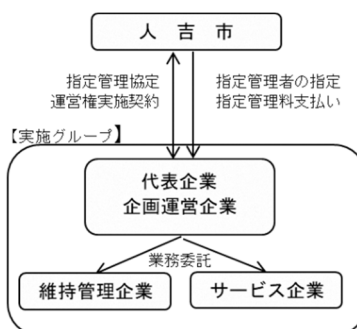 人吉市
指定管理協定
運営権実施契約
指定管理者の指定
指定管理料支払い
【実施グループ】
代表企業
企画運営企業
業務委託
維持管理企業
サービス企業